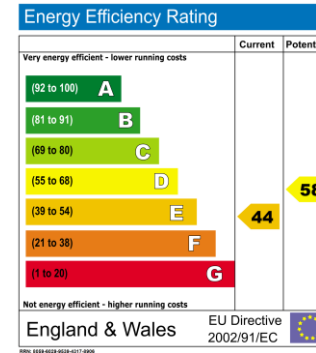 Energy Efficiency Rating
Current Potent
Very energy efficient - lower running costs
(92 to 100) A
(81 to 91) B
(69 to 80) C
(55 to 68) D
58
(39 to 54) E
44
(21 to 38) F
(1 to 20) G
Not energy efficient - higher running costs
England & Wales
EU Directive
2002/91/EC